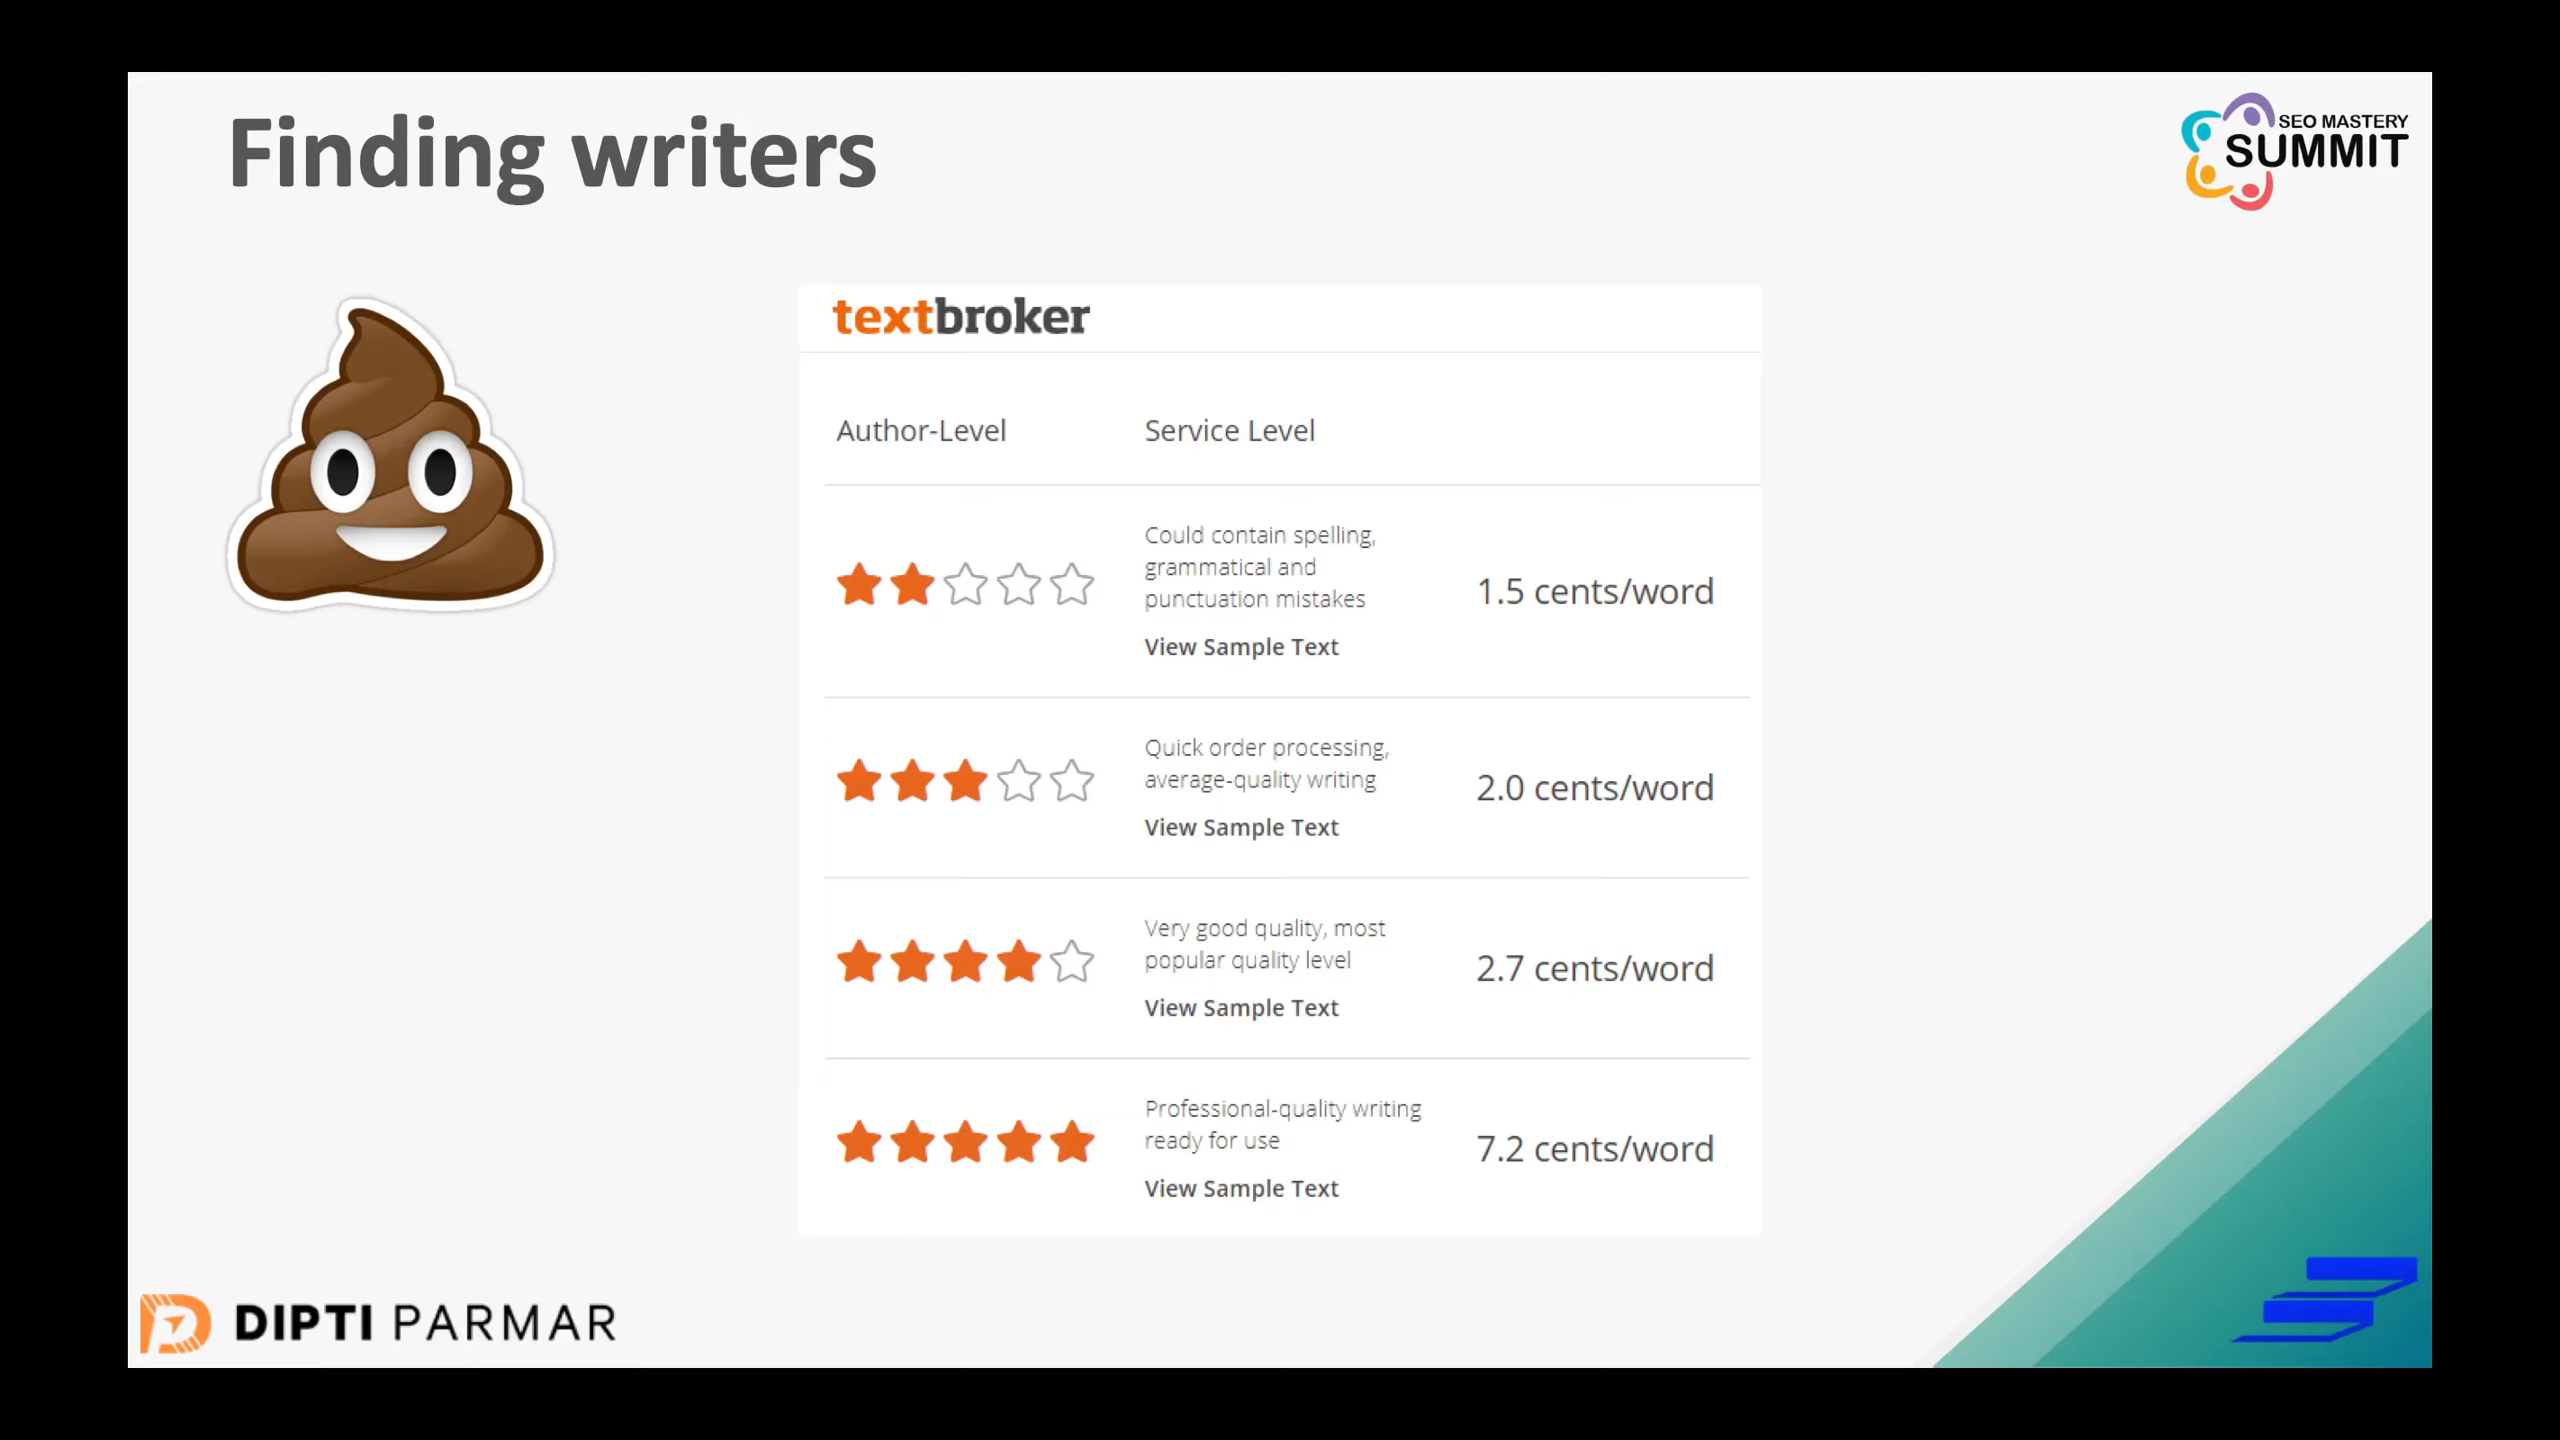 Finding writers
SEO MASTERY
SUMMIT
textbroker
Author-Level Service Level
Could contain spelling,
grammatical and
punctuation mistakes
1.5 cents/word
View Sample Text
Quick order processing,
average-quality writing
2.0 cents/word
View Sample Text
Very good quality, most
popular quality level
2.7 cents/word
View Sample Text
Professional-quality writing
ready for use
7.2 cents/word
View Sample Text
DIPTI PARMAR